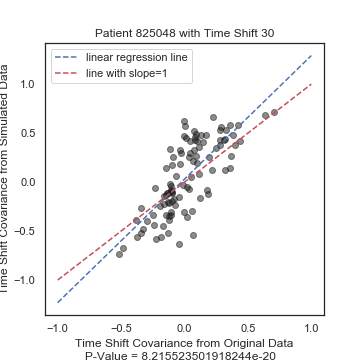 Patient 825048 with Time Shift 30
linear regression line
line with slope=1
Time Shift Covariance from Simulated Data
1.0
0.5
0.0
−0.5
−1.0
−1.0
−0.5
0.0
0.5
1.0
Time Shift Covariance from Original Data
P-Value = 8.215523501918244e-20